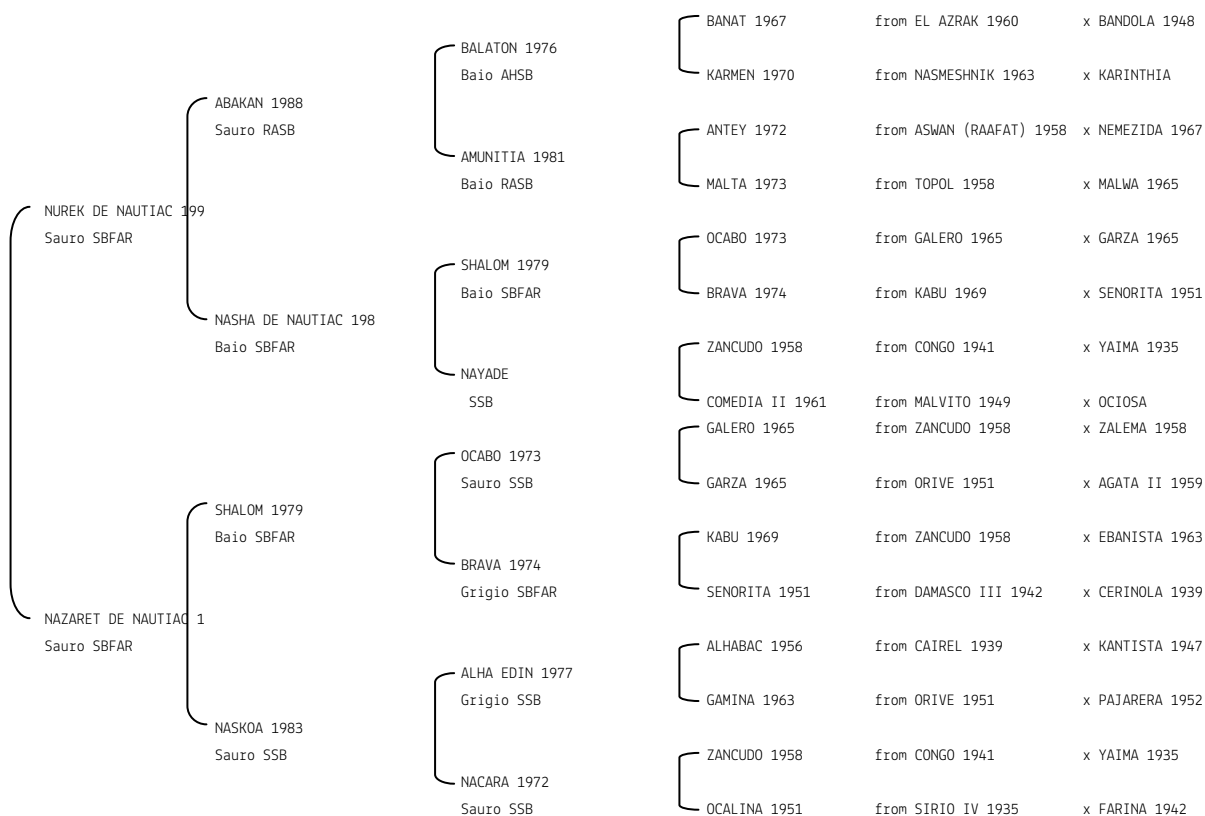 BANAT 1967 from EL AZRAK 1960 x BANDOLA 1948
BALATON 1976
Baio AHSB
KARMEN 1970 from NASMESHNIK 1963 x KARINTHIA
ABAKAN 1988
Sauro RASB
ANTEY 1972 from ASWAN (RAAFAT) 1958 x NEMEZIDA 1967
AMUNITIA 1981
Baio RASB
MALTA 1973 from TOPOL 1958 x MALWA 1965
NUREK DE NAUTIAC 199
Sauro SBFAR
OCABO 1973 from GALERO 1965 x GARZA 1965
SHALOM 1979
Baio SBFAR
BRAVA 1974 from KABU 1969 x SENORITA 1951
NASHA DE NAUTIAC 198
Baio SBFAR
ZANCUDO 1958 from CONGO 1941 x YAIMA 1935
NAYADE
SSB
COMEDIA II 1961 from MALVITO 1949 x OCIOSA
GALERO 1965 from ZANCUDO 1958 x ZALEMA 1958
OCABO 1973
Sauro SSB
GARZA 1965 from ORIVE 1951 x AGATA II 1959
SHALOM 1979
Baio SBFAR
KABU 1969 from ZANCUDO 1958 x EBANISTA 1963
BRAVA 1974
Grigio SBFAR
SENORITA 1951 from DAMASCO III 1942 x CERINOLA 1939
NAZARET DE NAUTIAC 1
Sauro SBFAR
ALHABAC 1956 from CAIREL 1939 x KANTISTA 1947
ALHA EDIN 1977
Grigio SSB
GAMINA 1963 from ORIVE 1951 x PAJARERA 1952
NASKOA 1983
Sauro SSB
ZANCUDO 1958 from CONGO 1941 x YAIMA 1935
NACARA 1972
Sauro SSB
OCALINA 1951 from SIRIO IV 1935 x FARINA 1942